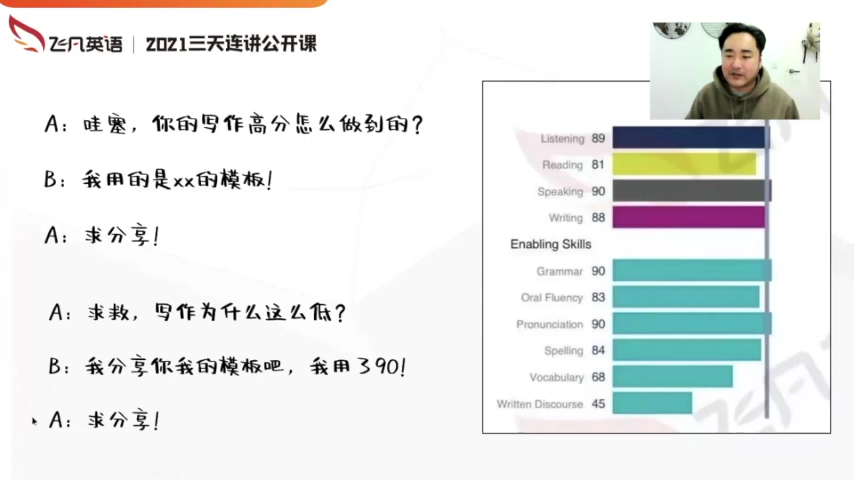 飞凡英语 | 2021三天连讲公开课
A：哇塞，你的写作高分怎么做到的？
B：我用的是xx的模板！
A：求分享！
A：求救，写作为什么这么低？
B：我分享你我的模板吧，我用了90！
A：求分享！
Listening 89
Reading 81
Speaking 90
Writing 88
Enabling Skills
Grammar 90
Oral Fluency 83
Pronunciation 90
Spelling 84
Vocabulary 68
Written Discourse 45